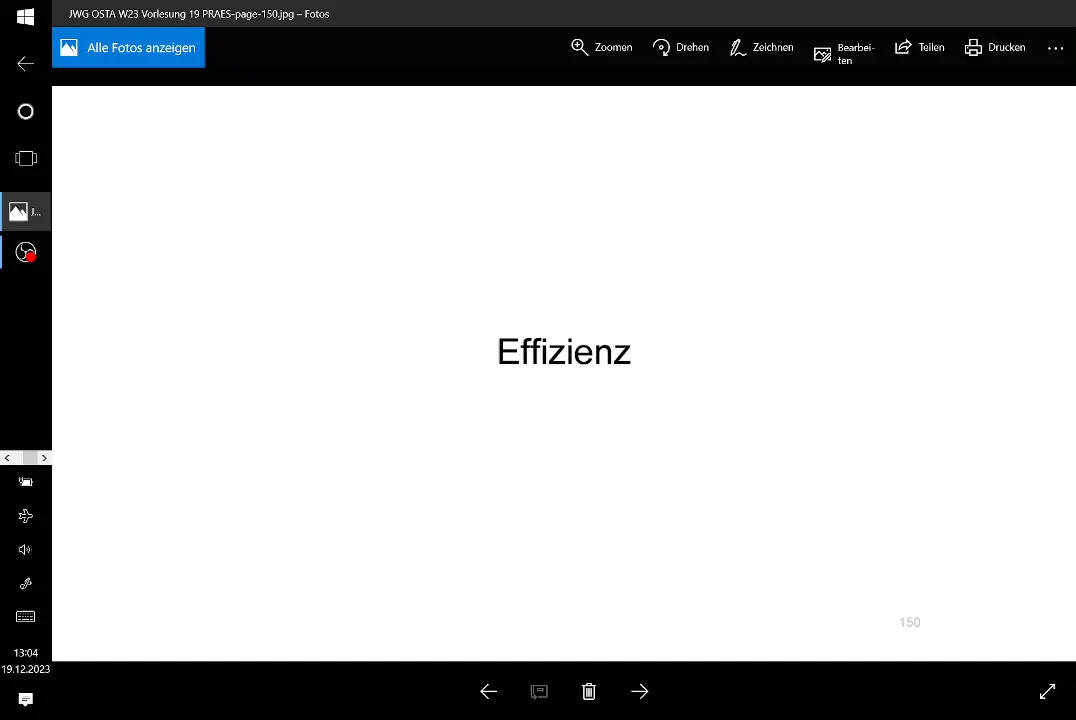 JWG OSTA W23 Vorlesung 19 PRAES-page-150.jpg – Fotos
Alle Fotos anzeigen
Zoomen
Drehen
Zeichnen
Bearbei-
ten
Teilen
Drucken
J...
Effizienz
150
13:04
19.12.2023